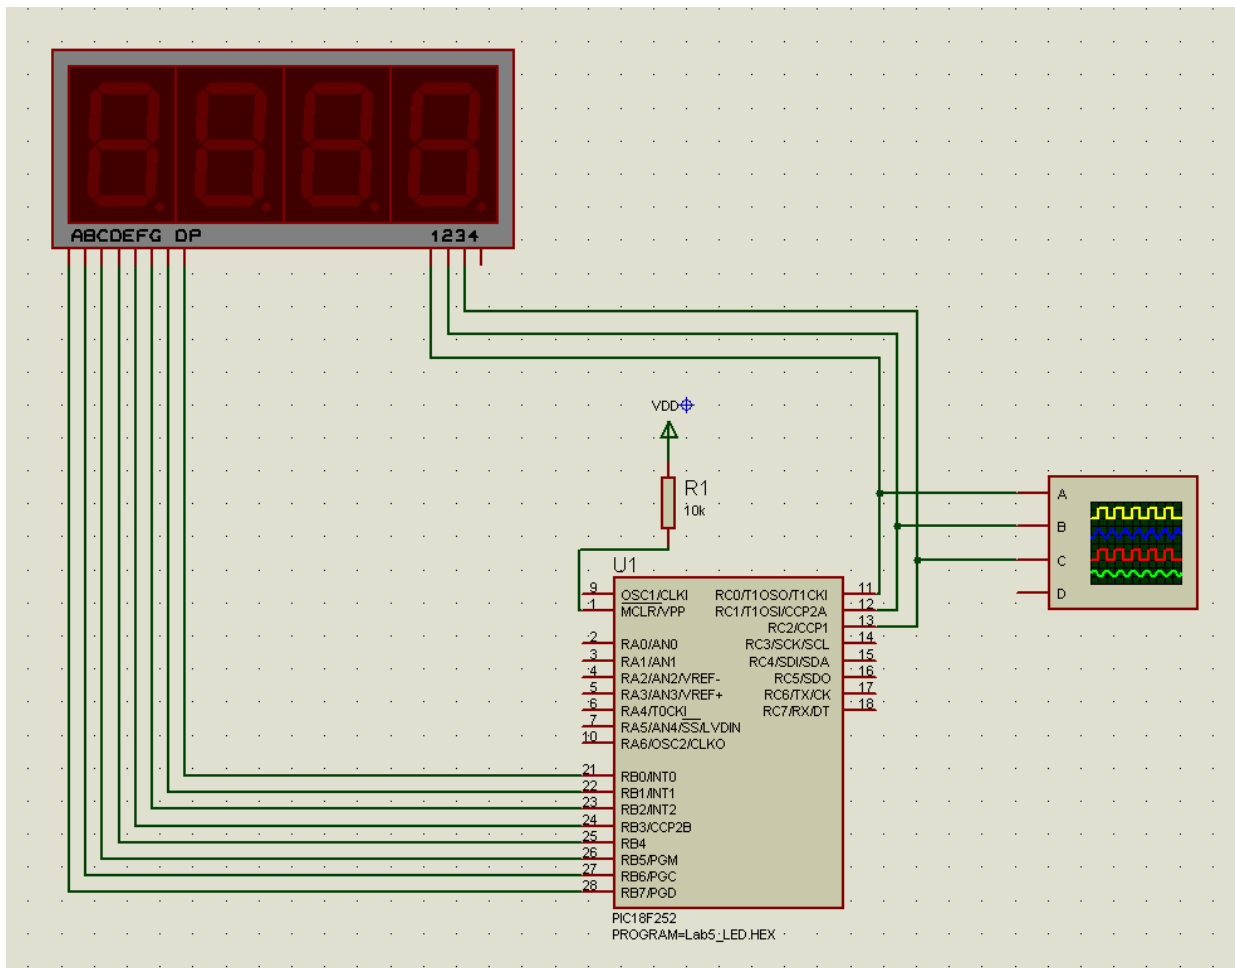 ABCDEFG DP
1234
VDD
R1
10k
U1
9 OSC1/CLKI
1 MCLR/VPP
2 RA0/AN0
3 RA1/AN1
4 RA2/AN2/VREF-
5 RA3/AN3/VREF+
6 RA4/T0CKI
7 RA5/AN4/SS/LVDIN
10 RA6/OSC2/CLKO
21 RB0/INT0
22 RB1/INT1
23 RB2/INT2
24 RB3/CCP2B
25 RB4
26 RB5/PGM
27 RB6/PGC
28 RB7/PGD
RC0/T1OSO/T1CKI 11
RC1/T1OSI/CCP2A 12
RC2/CCP1 13
RC3/SCK/SCL 14
RC4/SDI/SDA 15
RC5/SDO 16
RC6/TX/CK 17
RC7/RX/DT 18
PIC18F252
PROGRAM=Lab5_LED.HEX
A
B
C
D